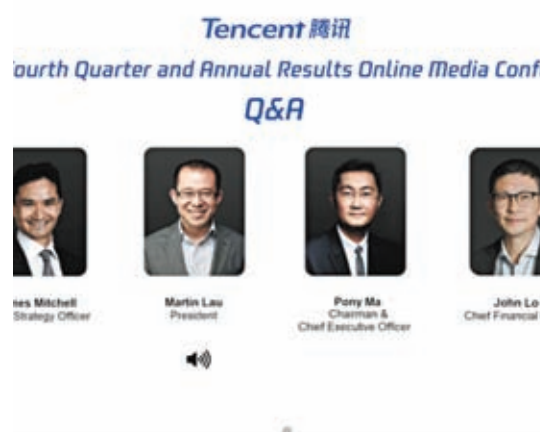 Tencent 腾讯
ourth Quarter and Annual Results Online Media Conf
Q&A
nes Mitchell
Strategy Officer
Martin Lau
President
Pony Ma
Chairman &
Chief Executive Officer
John Lo
Chief Financial